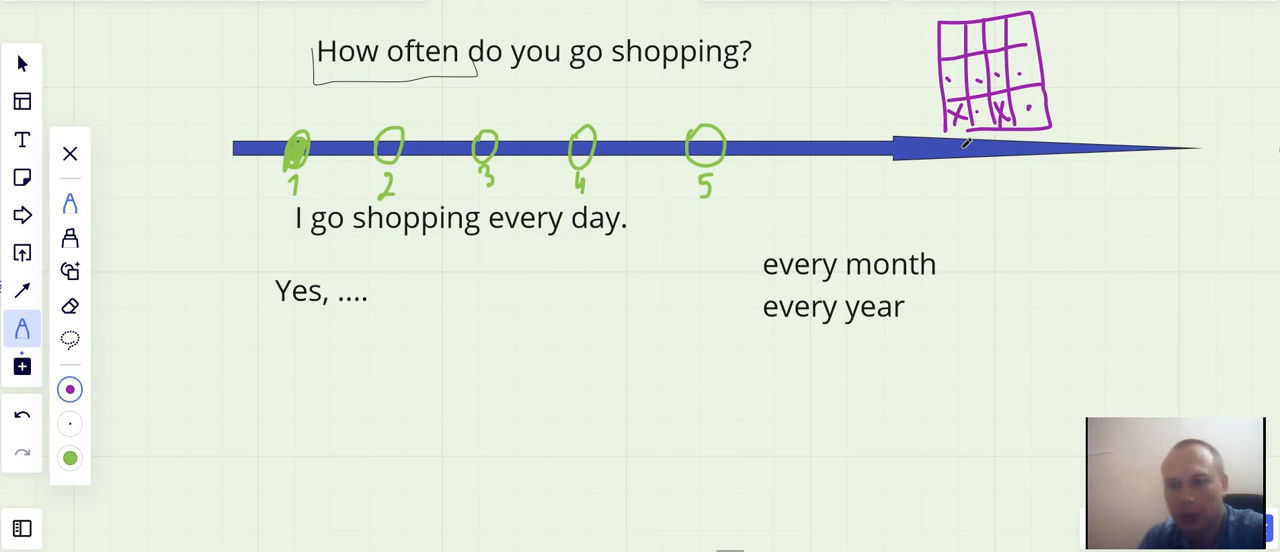 How often do you go shopping?
1 2 3 4 5
I go shopping every day.
every month
Yes, ....
every year